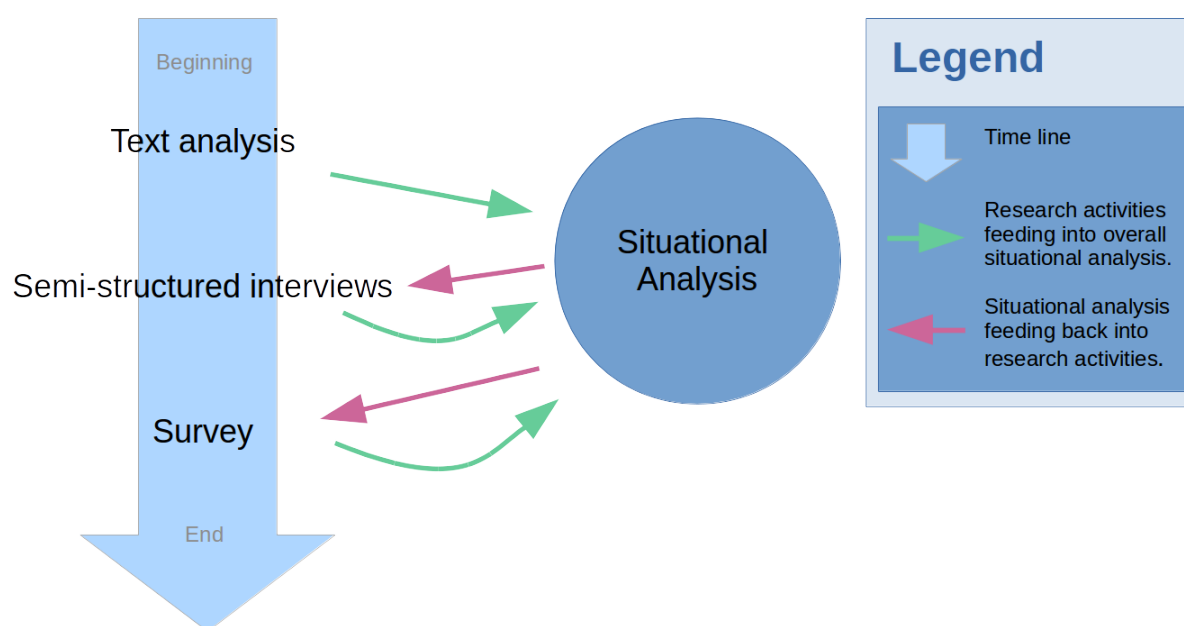 Beginning
Text analysis
Semi-structured interviews
Survey
End
Situational
Analysis
Legend
Time line
Research activities
feeding into overall
situational analysis.
Situational analysis
feeding back into
research activities.